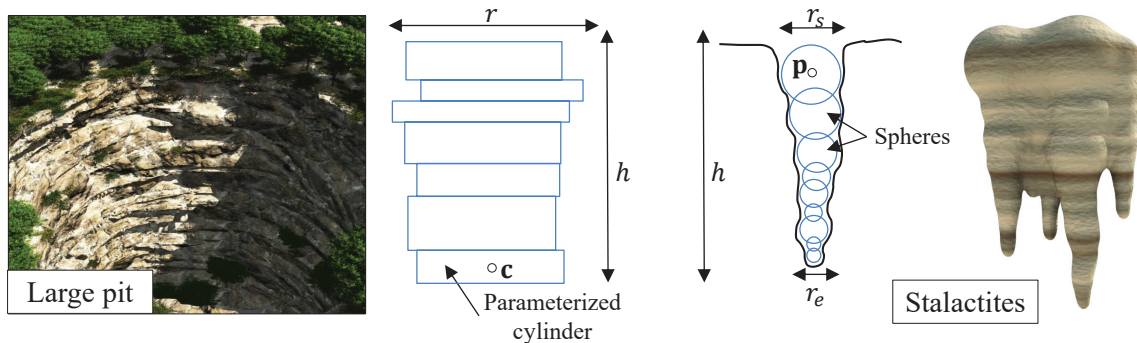 Large pit
r
h
c
Parameterized
cylinder
h
r_s
p
Spheres
r_e
Stalactites